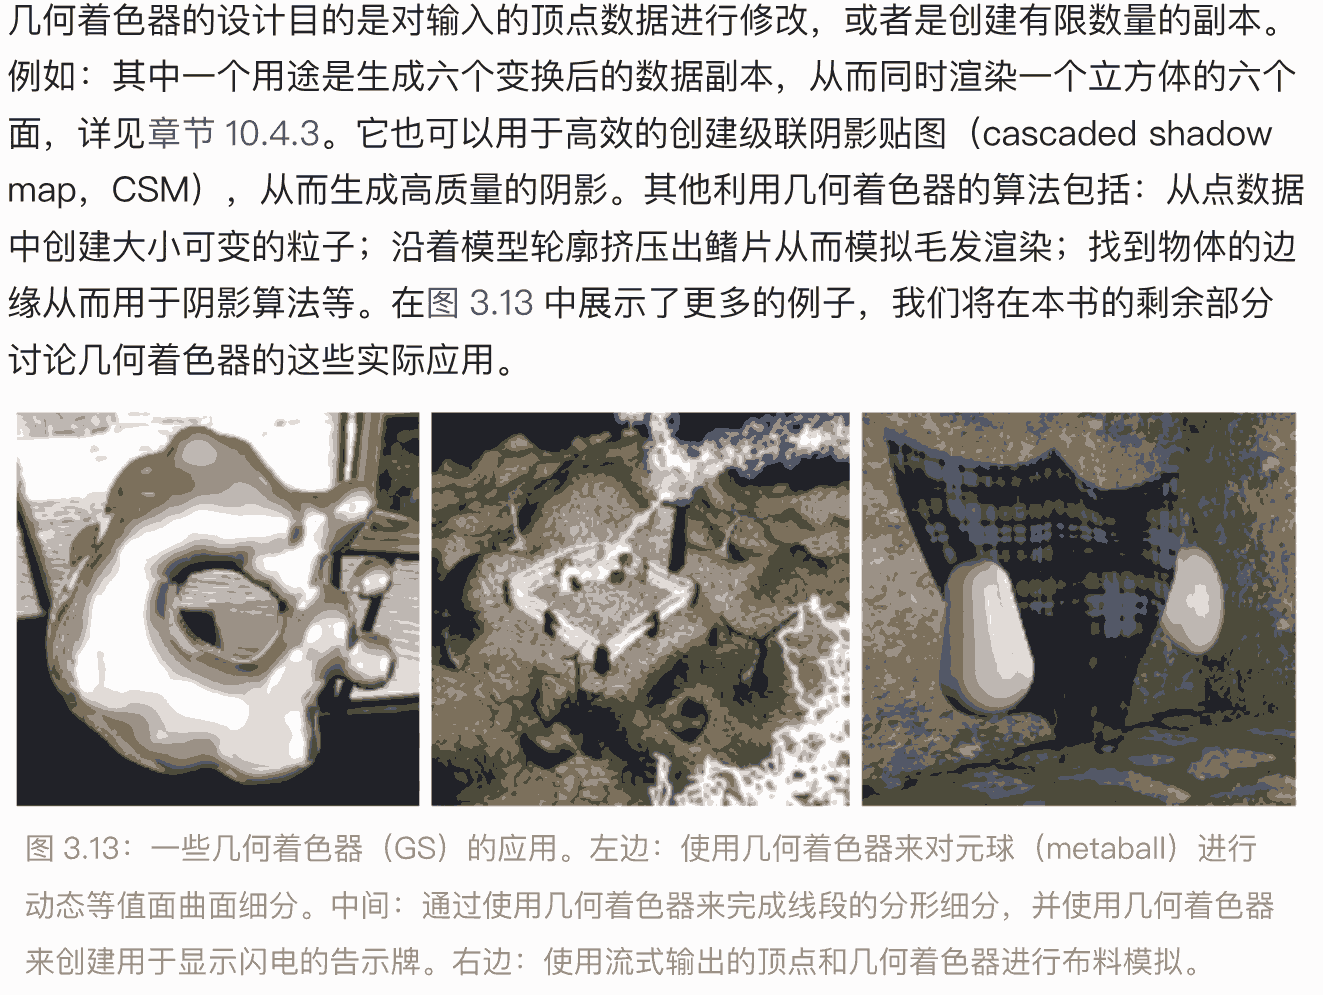 几何着色器的设计目的是对输入的顶点数据进行修改，或者是创建有限数量的副本。
例如：其中一个用途是生成六个变换后的数据副本，从而同时渲染一个立方体的六个
面，详见章节 10.4.3。它也可以用于高效的创建级联阴影贴图（cascaded shadow
map，CSM），从而生成高质量的阴影。其他利用几何着色器的算法包括：从点数据
中创建大小可变的粒子；沿着模型轮廓挤压出鳍片从而模拟毛发渲染；找到物体的边
缘从而用于阴影算法等。在图 3.13 中展示了更多的例子，我们将在本书的剩余部分
讨论几何着色器的这些实际应用。
图 3.13：一些几何着色器（GS）的应用。左边：使用几何着色器来对元球（metaball）进行
动态等值面曲面细分。中间：通过使用几何着色器来完成线段的分形细分，并使用几何着色器
来创建用于显示闪电的告示牌。右边：使用流式输出的顶点和几何着色器进行布料模拟。